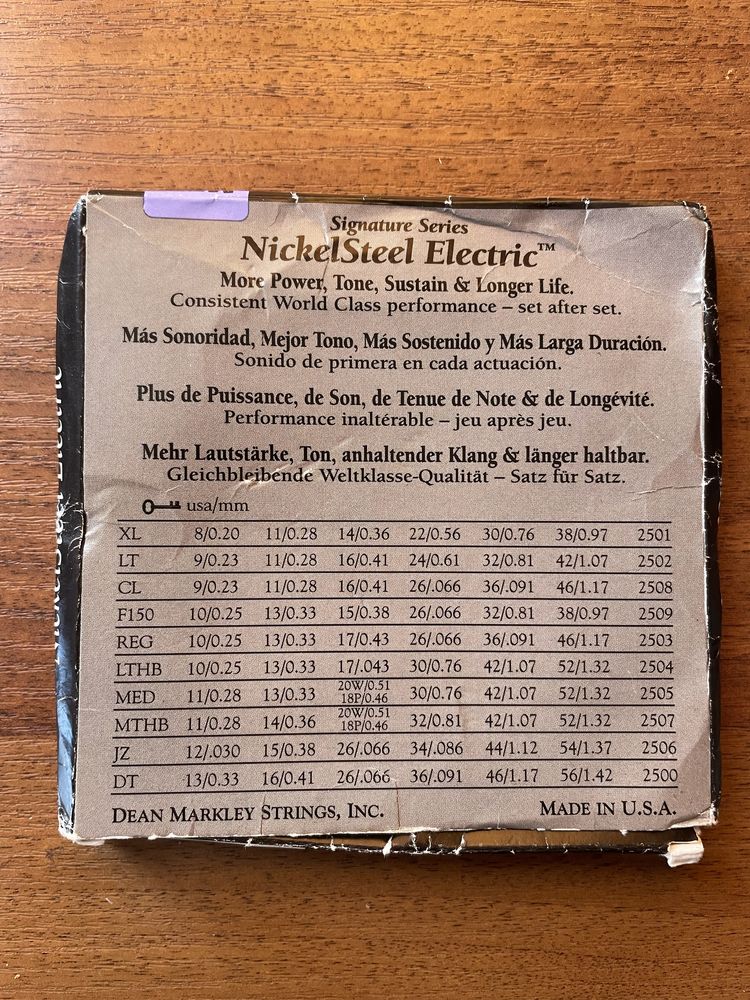 Signature Series
NickelSteel Electric™
More Power, Tone, Sustain & Longer Life.
Consistent World Class performance – set after set.
Más Sonoridad, Mejor Tono, Más Sostenido y Más Larga Duración.
Sonido de primera en cada actuación.
Plus de Puissance, de Son, de Tenue de Note & de Longévité.
Performance inaltérable – jeu après jeu.
Mehr Lautstärke, Ton, anhaltender Klang & länger haltbar.
Gleichbleibende Weltklasse-Qualität – Satz für Satz.
usa/mm
XL 8/0.20 11/0.28 14/0.36 22/0.56 30/0.76 38/0.97 2501
LT 9/0.23 11/0.28 16/0.41 24/0.61 32/0.81 42/1.07 2502
CL 9/0.23 11/0.28 16/0.41 26/.066 36/.091 46/1.17 2508
F150 10/0.25 13/0.33 15/0.38 26/.066 32/0.81 38/0.97 2509
REG 10/0.25 13/0.33 17/0.43 26/.066 36/.091 46/1.17 2503
LTHB 10/0.25 13/0.33 17/.043 30/0.76 42/1.07 52/1.32 2504
MED 11/0.28 13/0.33 20W/0.51 18P/0.46 30/0.76 42/1.07 52/1.32 2505
MTHB 11/0.28 14/0.36 20W/0.51 18P/0.46 32/0.81 42/1.07 52/1.32 2507
JZ 12/.030 15/0.38 26/.066 34/.086 44/1.12 54/1.37 2506
DT 13/0.33 16/0.41 26/.066 36/.091 46/1.17 56/1.42 2500
DEAN MARKLEY STRINGS, INC. MADE IN U.S.A.